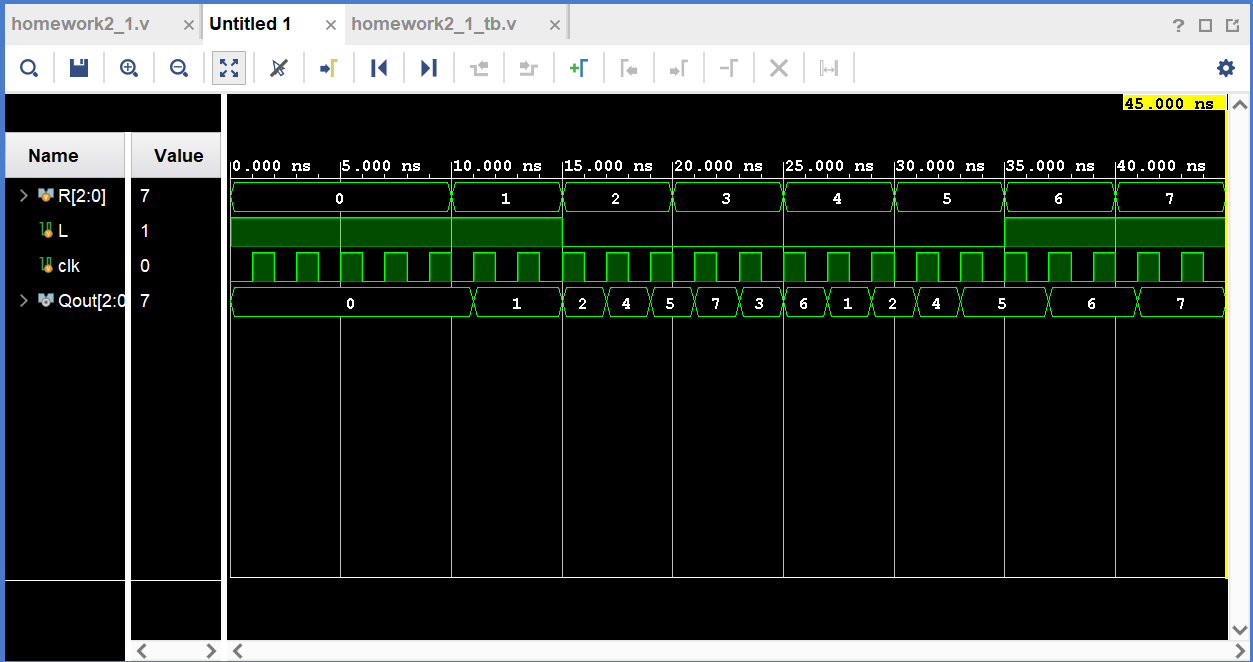 homework2_1.v × Untitled 1 × homework2_1_tb.v ×
?
45.000 ns
Name Value
0.000 ns 5.000 ns 10.000 ns 15.000 ns 20.000 ns 25.000 ns 30.000 ns 35.000 ns 40.000 ns
R[2:0] 7 0 1 2 3 4 5 6 7
L 1
clk 0
Qout[2:0 7 0 1 2 4 5 7 3 6 1 2 4 5 6 7